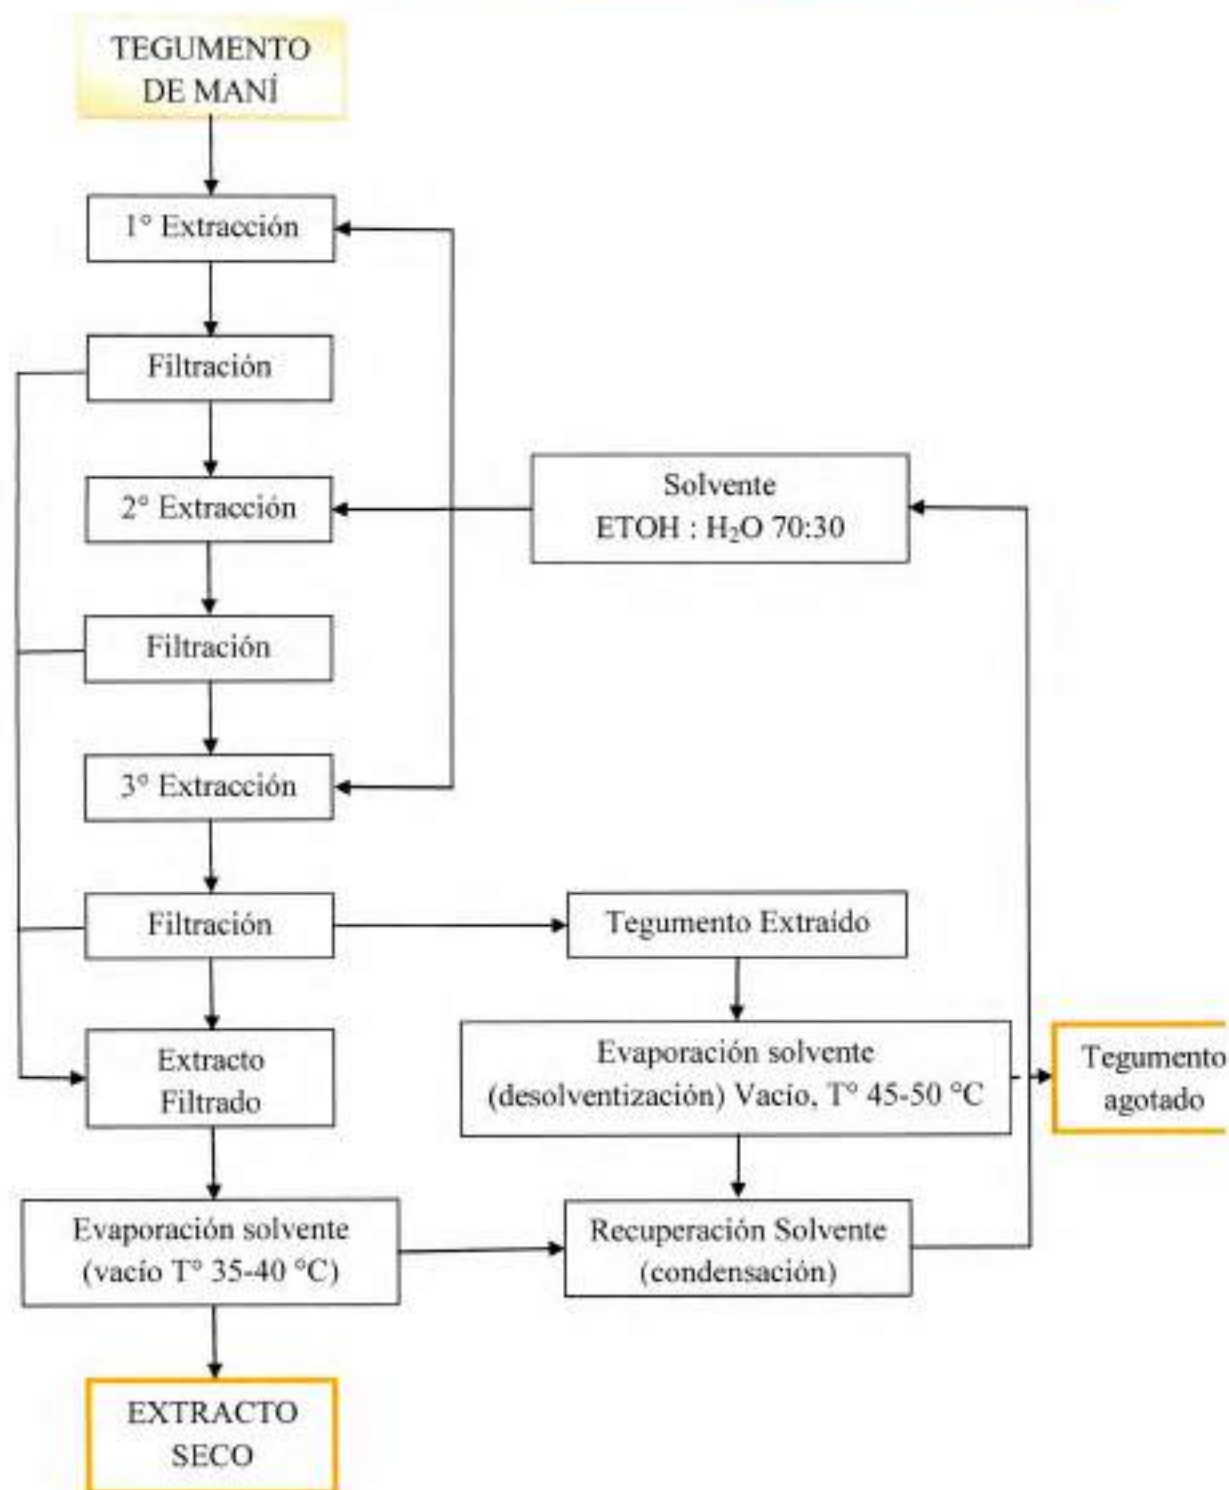 TEGUMENTO
DE MANÍ
1° Extracción
Filtración
2° Extracción
Solvente
ETOH : H₂O 70:30
Filtración
3° Extracción
Filtración
Tegumento Extraído
Extracto
Filtrado
Evaporación solvente
(desolventización) Vacío, T° 45-50 °C
Tegumento
agotado
Evaporación solvente
(vacío T° 35-40 °C)
Recuperación Solvente
(condensación)
EXTRACTO
SECO